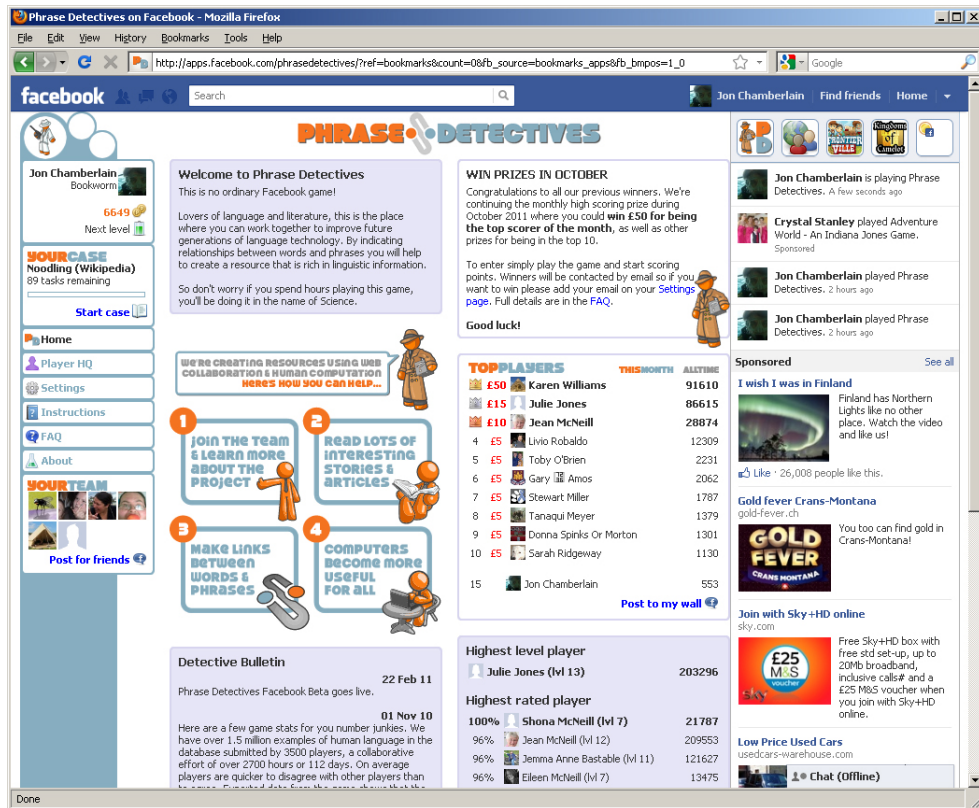 Phrase Detectives on Facebook - Mozilla Firefox
File Edit View History Bookmarks Tools Help
http://apps.facebook.com/phrasedetectives/?ref=bookmarks&count=0&fb_source=bookmarks_apps&fb_bmpos=1_0
Google
facebook
Search
Jon Chamberlain Find friends Home
PHRASE DETECTIVES
Jon Chamberlain
Bookworm
6649
Next level
YOURCASE
Noodling (Wikipedia)
89 tasks remaining
Start case
Home
Player HQ
Settings
Instructions
FAQ
About
YOURTEAM
Post for friends
Welcome to Phrase Detectives
This is no ordinary Facebook game!
Lovers of language and literature, this is the place
where you can work together to improve future
generations of language technology. By indicating
relationships between words and phrases you will help
to create a resource that is rich in linguistic information.
So don't worry if you spend hours playing this game,
you'll be doing it in the name of Science.
WE'RE CREATING RESOURCES USING WEB
COLLABORATION & HUMAN COMPUTATION
HERE'S HOW YOU CAN HELP...
1
JOIN THE TEAM
& LEARN MORE
ABOUT THE
PROJECT
2
READ LOTS OF
INTERESTING
STORIES &
ARTICLES
3
MAKE LINKS
BETWEEN
WORDS &
PHRASES
4
COMPUTERS
BECOME MORE
USEFUL
FOR ALL
Detective Bulletin
22 Feb 11
Phrase Detectives Facebook Beta goes live.
01 Nov 10
Here are a few game stats for you number junkies. We
have over 1.5 million examples of human language in the
database submitted by 3500 players, a collaborative
effort of over 2700 hours or 112 days. On average
players are quicker to disagree with other players than
WIN PRIZES IN OCTOBER
Congratulations to all our previous winners. We're
continuing the monthly high scoring prize during
October 2011 where you could win £50 for being
the top scorer of the month, as well as other
prizes for being in the top 10.
To enter simply play the game and start scoring
points. Winners will be contacted by email so if you
want to win please add your email on your Settings
page. Full details are in the FAQ.
Good luck!
TOPPLAYERS THISMONTH ALLTIME
£50 Karen Williams 91610
£15 Julie Jones 86615
£10 Jean McNeill 28874
4 £5 Livio Robaldo 12309
5 £5 Toby O'Brien 2231
6 £5 Gary Amos 2062
7 £5 Stewart Miller 1787
8 £5 Tanaqui Meyer 1379
9 £5 Donna Spinks Or Morton 1301
10 £5 Sarah Ridgeway 1130
15 Jon Chamberlain 553
Post to my wall
Highest level player
Julie Jones (lvl 13) 203296
Highest rated player
100% Shona McNeill (lvl 7) 21787
96% Jean McNeill (lvl 12) 209553
96% Jemma Anne Bastable (lvl 11) 121627
96% Eileen McNeill (lvl 7) 13475
FRONTIER VILLE
Kingdoms of Camelot
Jon Chamberlain is playing Phrase
Detectives. A few seconds ago
Crystal Stanley played Adventure
World - An Indiana Jones Game.
Sponsored
Jon Chamberlain played Phrase
Detectives. 2 hours ago
Jon Chamberlain played Phrase
Detectives. 2 hours ago
Sponsored See all
I wish I was in Finland
Finland has Northern
Lights like no other
place. Watch the video
and like us!
Like · 26,008 people like this.
Gold fever Crans-Montana
gold-fever.ch
GOLD
FEVER
CRANS MONTANA
You too can find gold in
Crans-Montana!
Join with Sky+HD online
sky.com
£25
M&S
voucher
sky
Free Sky+HD box with
free std set-up, up to
20Mb broadband,
inclusive calls# and a
£25 M&S voucher when
you join with Sky+HD
online.
Low Price Used Cars
usedcars-warehouse.com
Chat (Offline)
Done